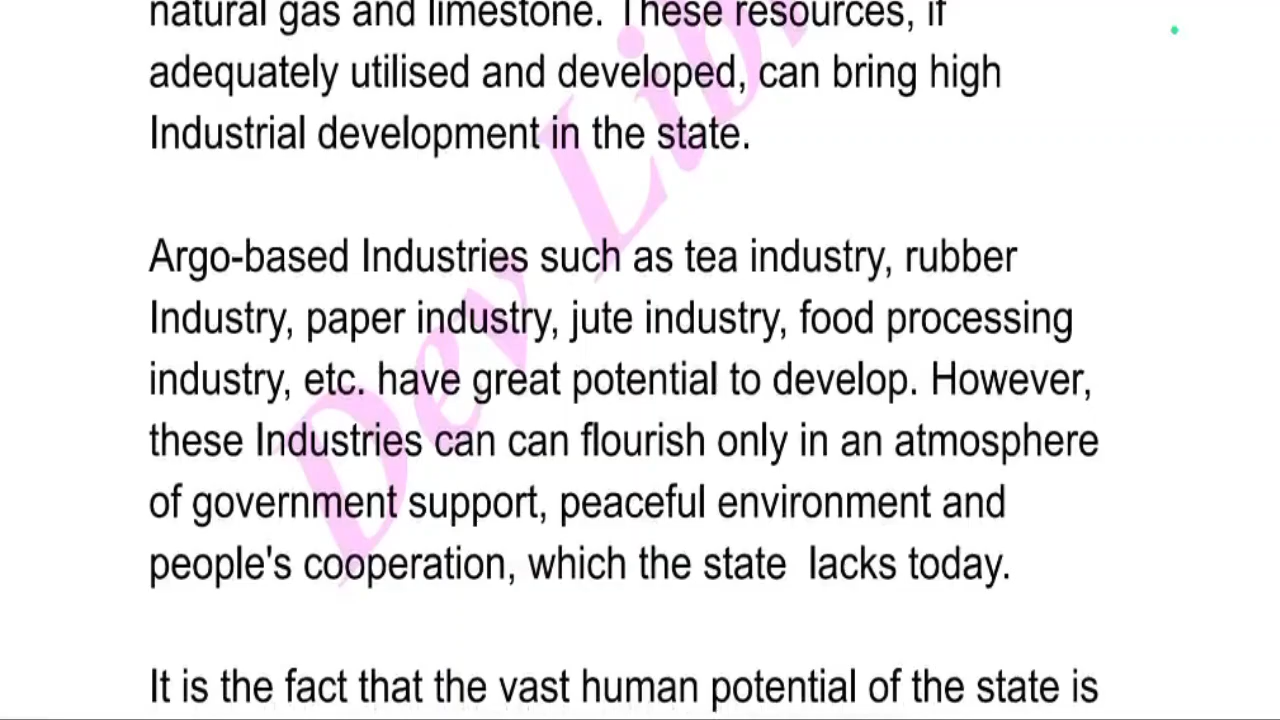 natural gas and limestone. These resources, if
adequately utilised and developed, can bring high
Industrial development in the state.
Argo-based Industries such as tea industry, rubber
Industry, paper industry, jute industry, food processing
industry, etc. have great potential to develop. However,
these Industries can can flourish only in an atmosphere
of government support, peaceful environment and
people's cooperation, which the state  lacks today.
It is the fact that the vast human potential of the state is
Dev